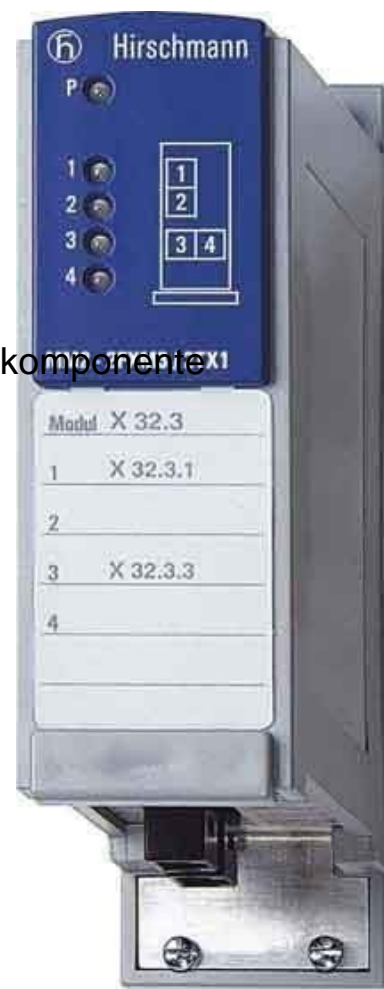 Hirschmann
P
1
2
3
4
1
2
3 4
komponente
X1
Modul X 32.3
1 X 32.3.1
2
3 X 32.3.3
4